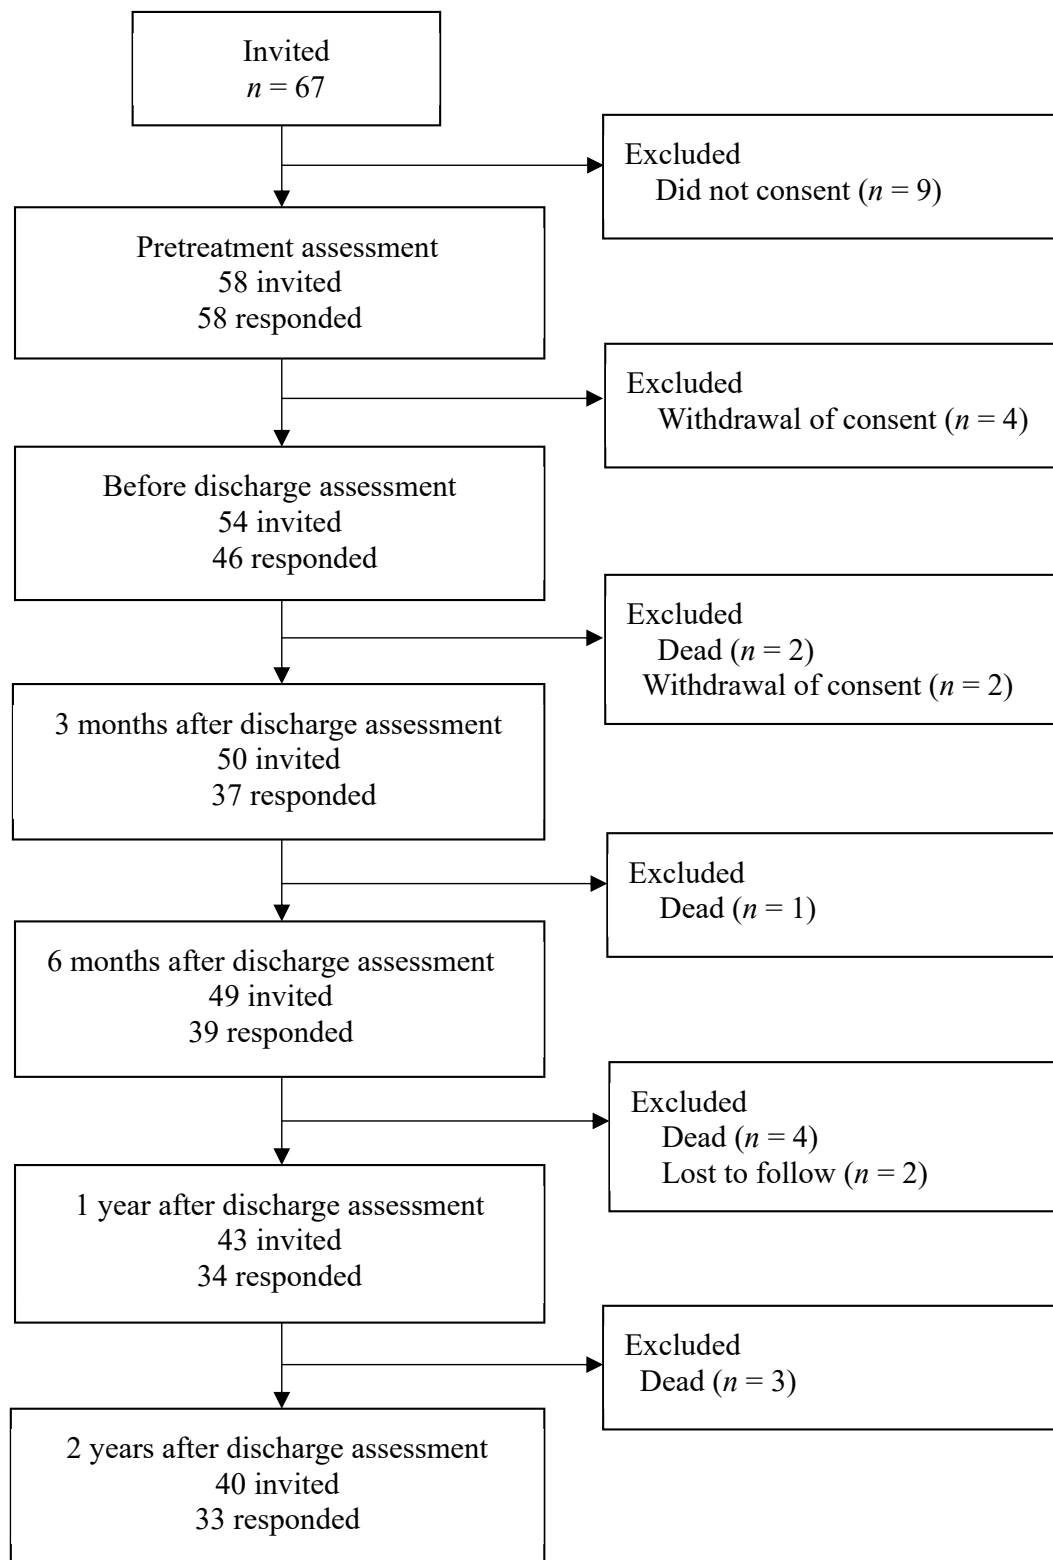 Invited
n = 67
Excluded
Did not consent (n = 9)
Pretreatment assessment
58 invited
58 responded
Excluded
Withdrawal of consent (n = 4)
Before discharge assessment
54 invited
46 responded
Excluded
Dead (n = 2)
Withdrawal of consent (n = 2)
3 months after discharge assessment
50 invited
37 responded
Excluded
Dead (n = 1)
6 months after discharge assessment
49 invited
39 responded
Excluded
Dead (n = 4)
Lost to follow (n = 2)
1 year after discharge assessment
43 invited
34 responded
Excluded
Dead (n = 3)
2 years after discharge assessment
40 invited
33 responded